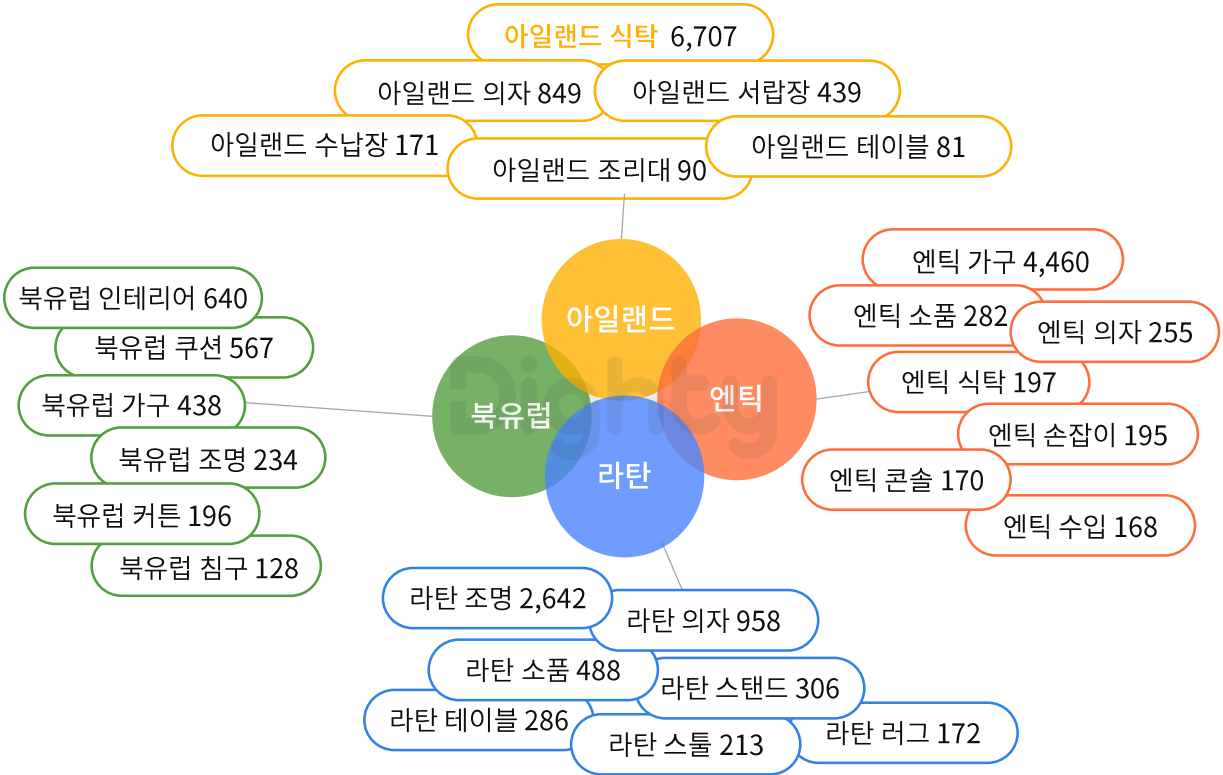 아일랜드 식탁 6,707
아일랜드 의자 849
아일랜드 서랍장 439
아일랜드 수납장 171
아일랜드 조리대 90
아일랜드 테이블 81
북유럽 인테리어 640
북유럽 쿠션 567
북유럽 가구 438
북유럽 조명 234
북유럽 커튼 196
북유럽 침구 128
아일랜드
북유럽
엔틱
라탄
Dighty
엔틱 가구 4,460
엔틱 소품 282
엔틱 의자 255
엔틱 식탁 197
엔틱 손잡이 195
엔틱 콘솔 170
엔틱 수입 168
라탄 조명 2,642
라탄 의자 958
라탄 소품 488
라탄 스탠드 306
라탄 테이블 286
라탄 스툴 213
라탄 러그 172